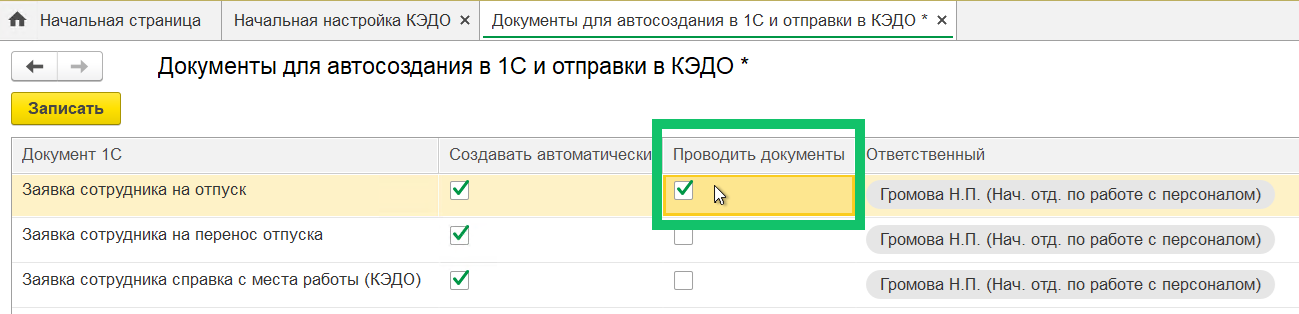 Начальная страница Начальная настройка КЭДО × Документы для автосоздания в 1С и отправки в КЭДО * ×
Документы для автосоздания в 1С и отправки в КЭДО *
Записать
Документ 1С Создавать автоматически Проводить документы Ответственный
Заявка сотрудника на отпуск Громова Н.П. (Нач. отд. по работе с персоналом)
Заявка сотрудника на перенос отпуска Громова Н.П. (Нач. отд. по работе с персоналом)
Заявка сотрудника справка с места работы (КЭДО) Громова Н.П. (Нач. отд. по работе с персоналом)